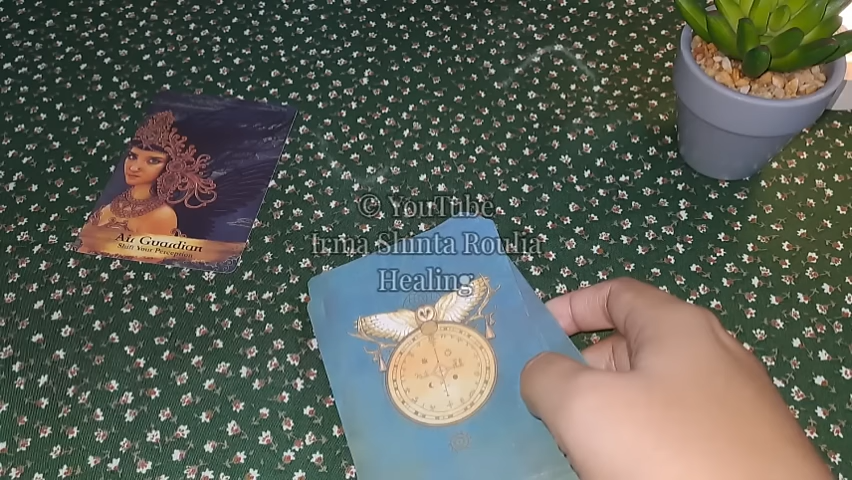 © YouTube
Irma Shinta Roulia
Healing
Air Guardian
Shift Your Perception